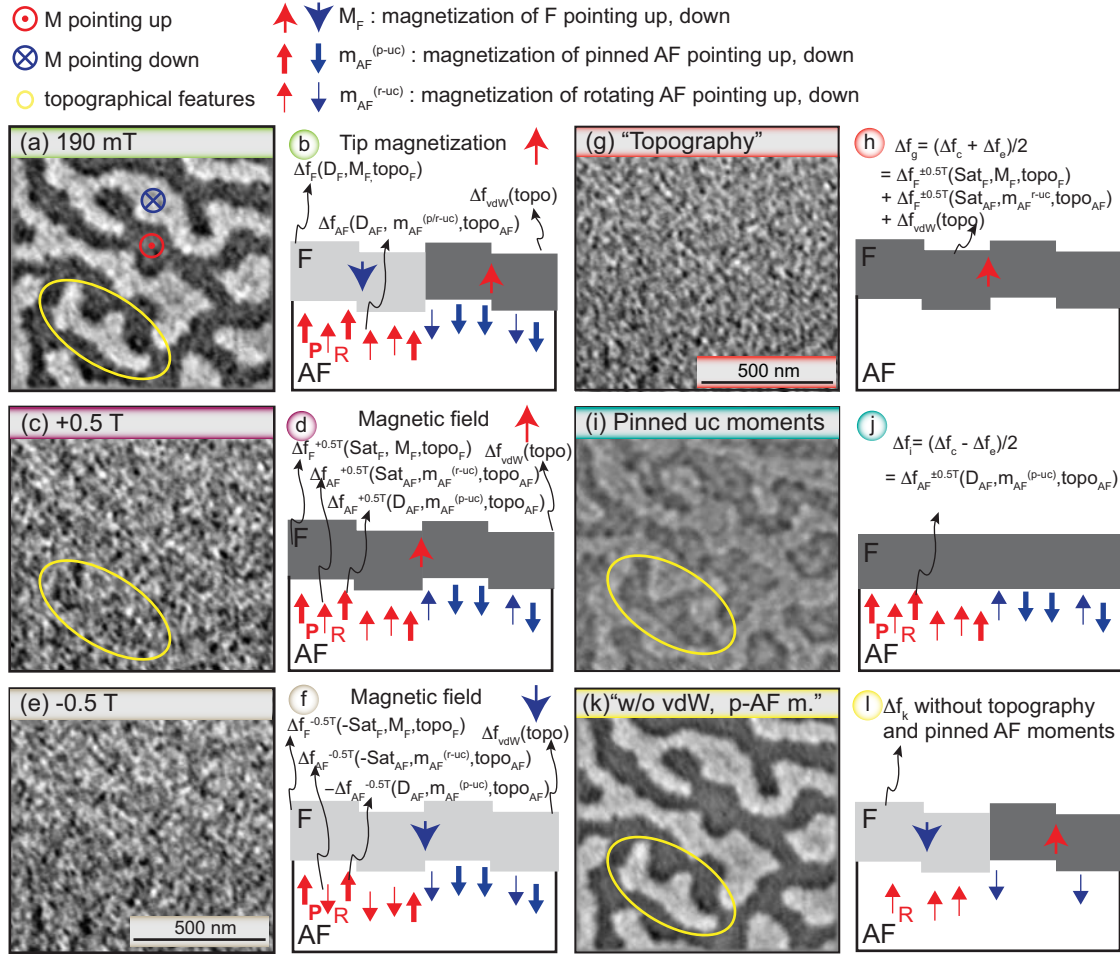 M pointing up
M pointing down
topographical features
M_F : magnetization of F pointing up, down
m_AF^(p-uc) : magnetization of pinned AF pointing up, down
m_AF^(r-uc) : magnetization of rotating AF pointing up, down
(a) 190 mT
b Tip magnetization
Δf_F(D_F, M_F, topo_F)
Δf_vdW(topo)
Δf_AF(D_AF, m_AF^(p/r-uc), topo_AF)
F
P R
AF
(c) +0.5 T
d Magnetic field
Δf_F^+0.5T(Sat_F, M_F, topo_F)
Δf_vdW(topo)
Δf_AF^+0.5T(Sat_AF, m_AF^(r-uc), topo_AF)
Δf_AF^+0.5T(D_AF, m_AF^(p-uc), topo_AF)
F
P R
AF
(e) -0.5 T
500 nm
f Magnetic field
Δf_F^-0.5T(-Sat_F, M_F, topo_F)
Δf_vdW(topo)
Δf_AF^-0.5T(-Sat_AF, m_AF^(r-uc), topo_AF)
−Δf_AF^-0.5T(D_AF, m_AF^(p-uc), topo_AF)
F
P R
AF
(g) “Topography”
500 nm
h Δf_g= (Δf_c + Δf_e)/2
= Δf_F^±0.5T(Sat_F, M_F, topo_F)
+ Δf_F^±0.5T(Sat_AF, m_AF^r-uc, topo_AF)
+ Δf_vdW(topo)
F
AF
(i) Pinned uc moments
j Δf_i= (Δf_c - Δf_e)/2
= Δf_AF^±0.5T(D_AF, m_AF^(p-uc), topo_AF)
F
P R
AF
(k)“w/o vdW, p-AF m.”
l Δf_k without topography
and pinned AF moments
F
R
AF